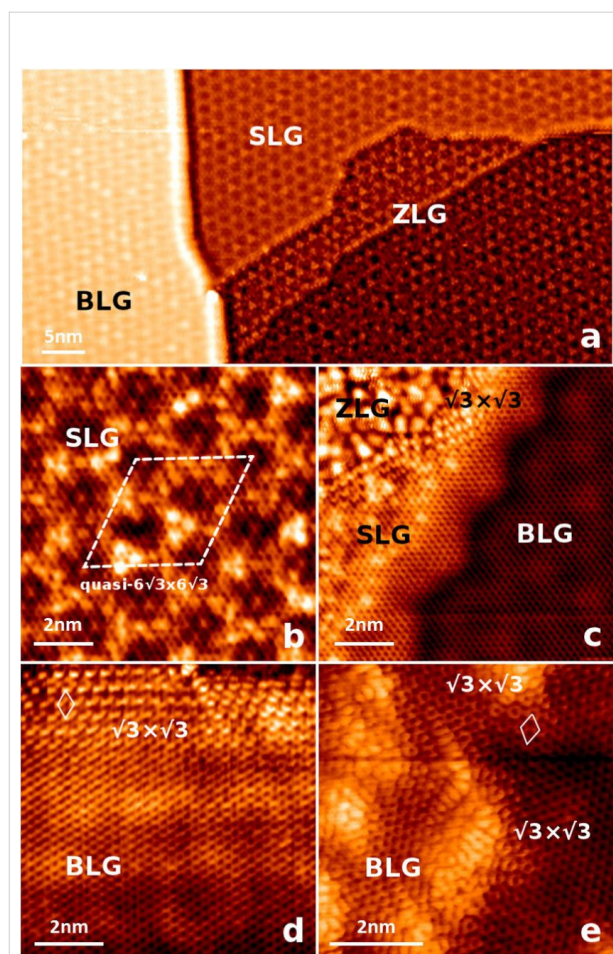 SLG
ZLG
BLG
5nm
a
SLG
quasi-6√3x6√3
2nm
b
ZLG
√3×√3
SLG
BLG
2nm
c
√3×√3
BLG
2nm
d
√3×√3
√3×√3
BLG
2nm
e